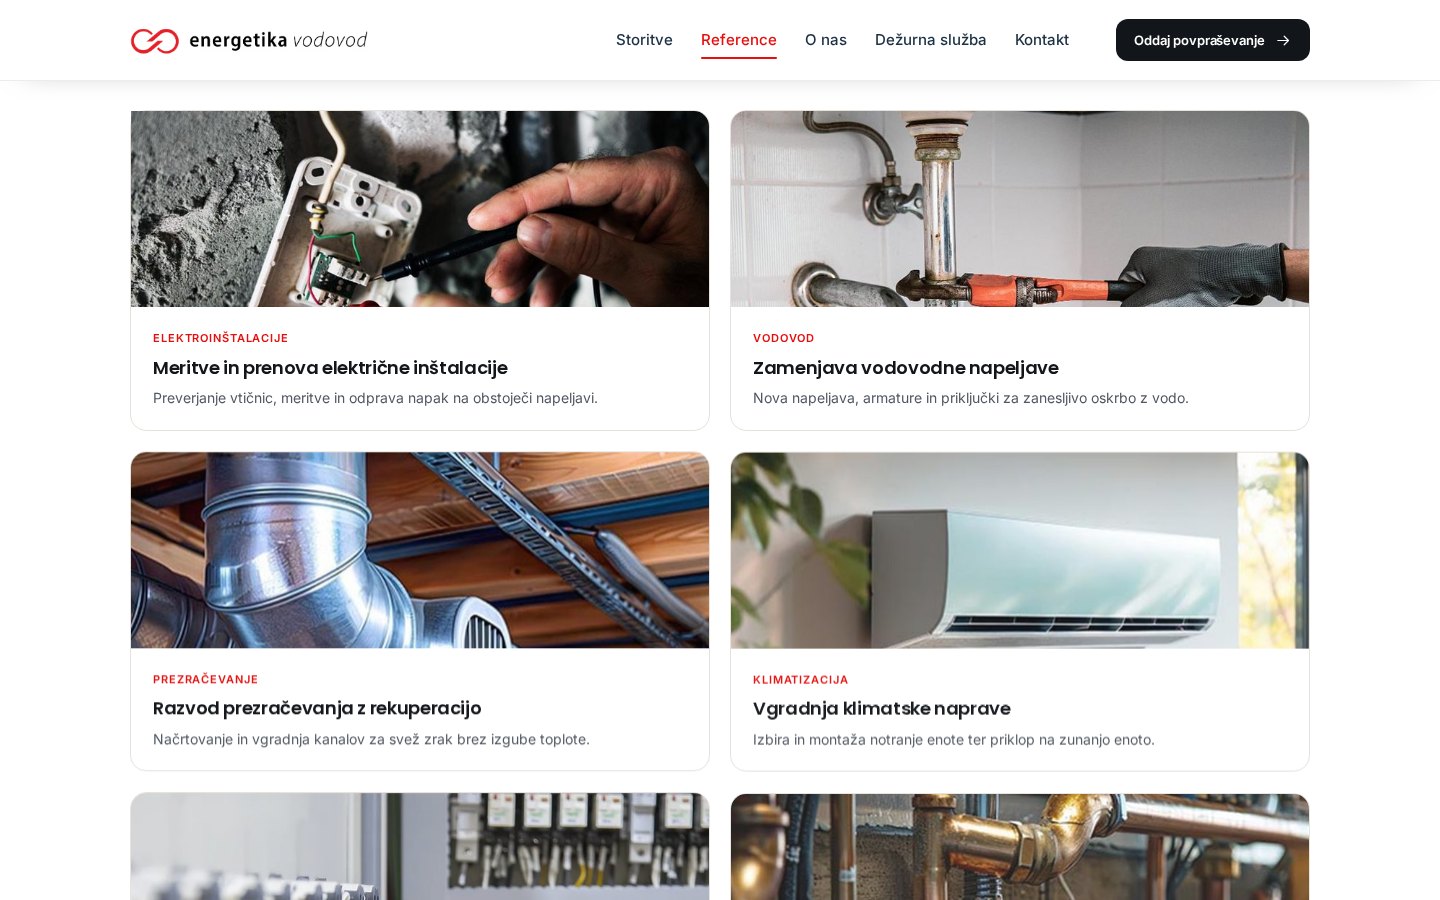 energetika vodovod
Storitve
Reference
O nas
Dežurna služba
Kontakt
Oddaj povpraševanje
ELEKTROINŠTALACIJE
Meritve in prenova električne inštalacije
Preverjanje vtičnic, meritve in odprava napak na obstoječi napeljavi.
VODOVOD
Zamenjava vodovodne napeljave
Nova napeljava, armature in priključki za zanesljivo oskrbo z vodo.
PREZRAČEVANJE
Razvod prezračevanja z rekuperacijo
Načrtovanje in vgradnja kanalov za svež zrak brez izgube toplote.
KLIMATIZACIJA
Vgradnja klimatske naprave
Izbira in montaža notranje enote ter priklop na zunanjo enoto.